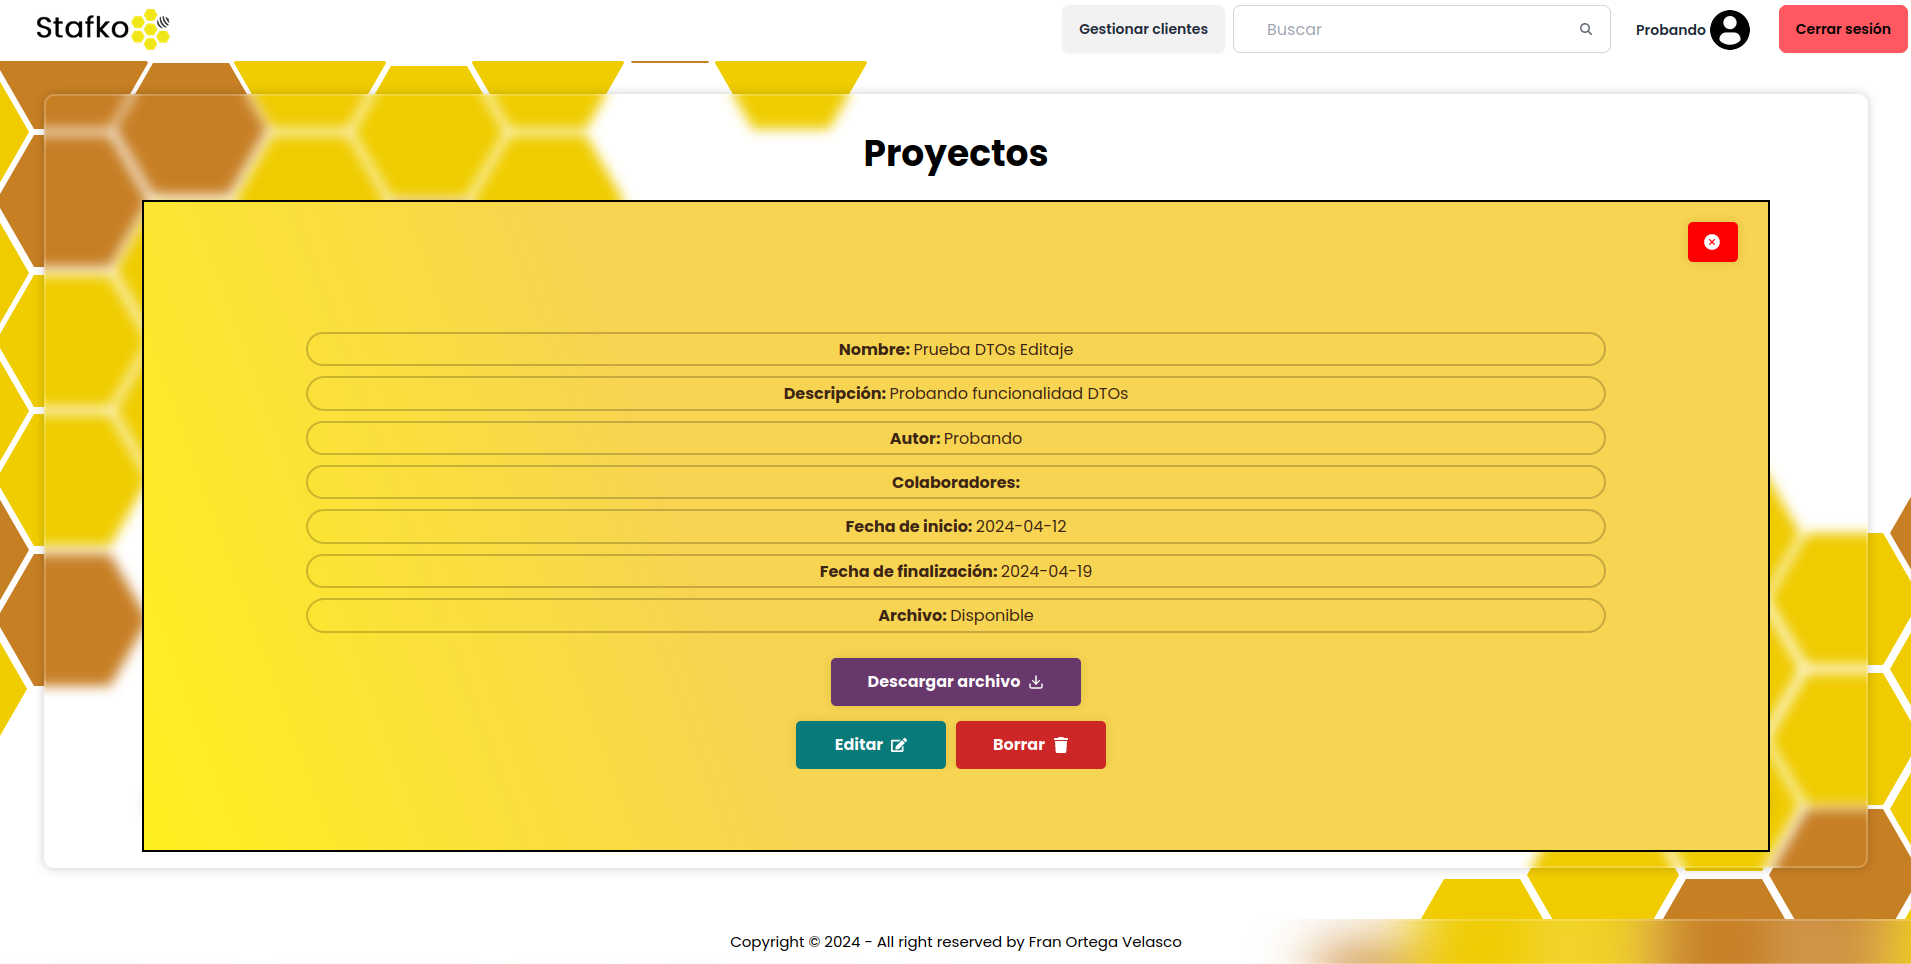 Stafko
Gestionar clientes
Buscar
Probando
Cerrar sesión
Proyectos
Nombre: Prueba DTOs Editaje
Descripción: Probando funcionalidad DTOs
Autor: Probando
Colaboradores:
Fecha de inicio: 2024-04-12
Fecha de finalización: 2024-04-19
Archivo: Disponible
Descargar archivo
Editar
Borrar
Copyright © 2024 - All right reserved by Fran Ortega Velasco